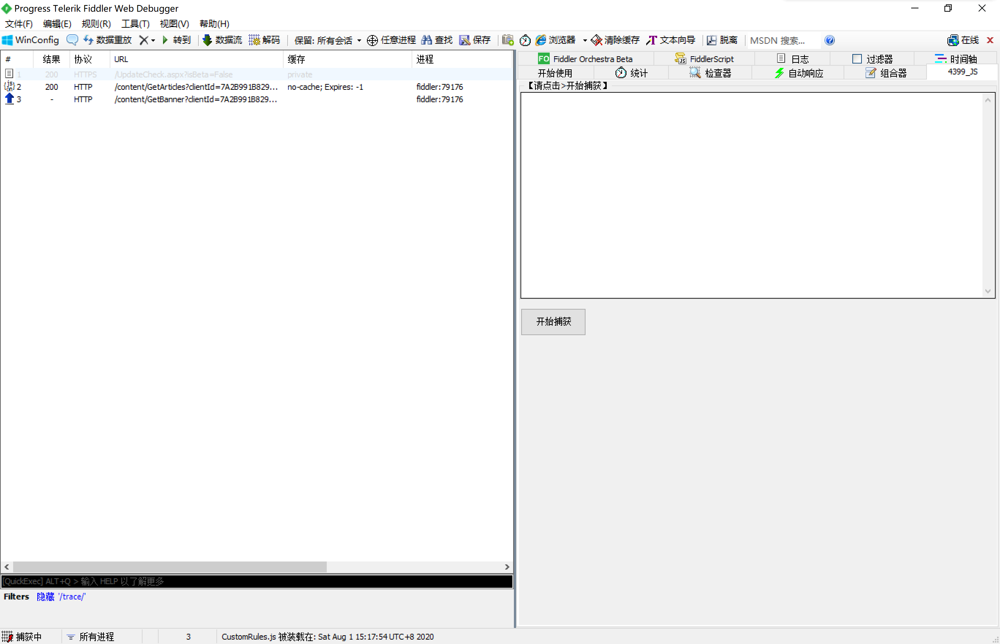 Progress Telerik Fiddler Web Debugger
文件(F) 编辑(E) 规则(R) 工具(T) 视图(V) 帮助(H)
WinConfig 数据重放 转到 数据流 解码 保留: 所有会话 任意进程 查找 保存 浏览器 清除缓存 文本向导 脱离 MSDN 搜索... 在线
# 结果 协议 URL 缓存 进程
1 200 HTTPS /UpdateCheck.aspx?isBeta=False private
2 200 HTTP /content/GetArticles?clientId=7A2B991B829... no-cache; Expires: -1 fiddler:79176
3 - HTTP /content/GetBanner?clientId=7A2B991B829... fiddler:79176
FO Fiddler Orchestra Beta FiddlerScript 日志 过滤器 时间轴
开始使用 统计 检查器 自动响应 组合器 4399_JS
【请点击>开始捕获】
开始捕获
[QuickExec] ALT+Q > 输入 HELP 以了解更多
Filters 隐藏 '/trace/'
捕获中 所有进程 3 CustomRules.js 被装载在: Sat Aug 1 15:17:54 UTC+8 2020